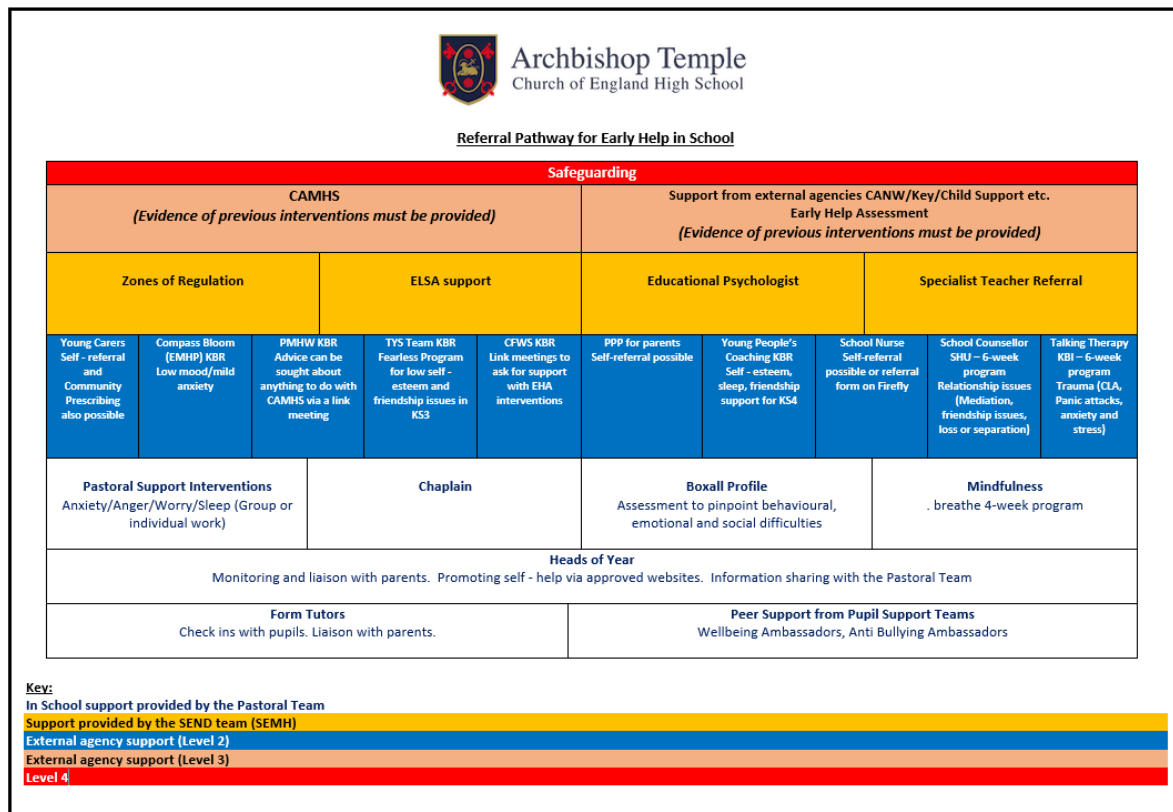 Archbishop Temple
Church of England High School
Referral Pathway for Early Help in School
Safeguarding
CAMHS
(Evidence of previous interventions must be provided)
Support from external agencies CANW/Key/Child Support etc.
Early Help Assessment
(Evidence of previous interventions must be provided)
Zones of Regulation
ELSA support
Educational Psychologist
Specialist Teacher Referral
Young Carers
Self - referral
and
Community
Prescribing
also possible
Compass Bloom
(EMHP) KBR
Low mood/mild
anxiety
PMHW KBR
Advice can be
sought about
anything to do with
CAMHS via a link
meeting
TYS Team KBR
Fearless Program
for low self -
esteem and
friendship issues in
KS3
CFWS KBR
Link meetings to
ask for support
with EHA
interventions
PPP for parents
Self-referral possible
Young People's
Coaching KBR
Self - esteem,
sleep, friendship
support for KS4
School Nurse
Self-referral
possible or referral
form on Firefly
School Counsellor
SHU – 6-week
program
Relationship issues
(Mediation,
friendship issues,
loss or separation)
Talking Therapy
KBI – 6-week
program
Trauma (CLA,
Panic attacks,
anxiety and
stress)
Pastoral Support Interventions
Anxiety/Anger/Worry/Sleep (Group or
individual work)
Chaplain
Boxall Profile
Assessment to pinpoint behavioural,
emotional and social difficulties
Mindfulness
. breathe 4-week program
Heads of Year
Monitoring and liaison with parents.  Promoting self - help via approved websites.  Information sharing with the Pastoral Team
Form Tutors
Check ins with pupils. Liaison with parents.
Peer Support from Pupil Support Teams
Wellbeing Ambassadors, Anti Bullying Ambassadors
Key:
In School support provided by the Pastoral Team
Support provided by the SEND team (SEMH)
External agency support (Level 2)
External agency support (Level 3)
Level 4